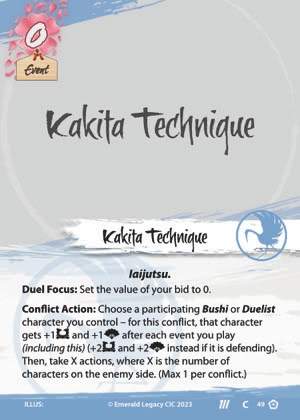 0
Event
Kakita Technique
Kakita Technique
Iaijutsu.
Duel Focus: Set the value of your bid to 0.
Conflict Action: Choose a participating Bushi or Duelist
character you control – for this conflict, that character
gets +1 and +1 after each event you play
(including this) (+2 and +2 instead if it is defending).
Then, take X actions, where X is the number of
characters on the enemy side. (Max 1 per conflict.)
ILLUS: © Emerald Legacy CIC 2023 C 49